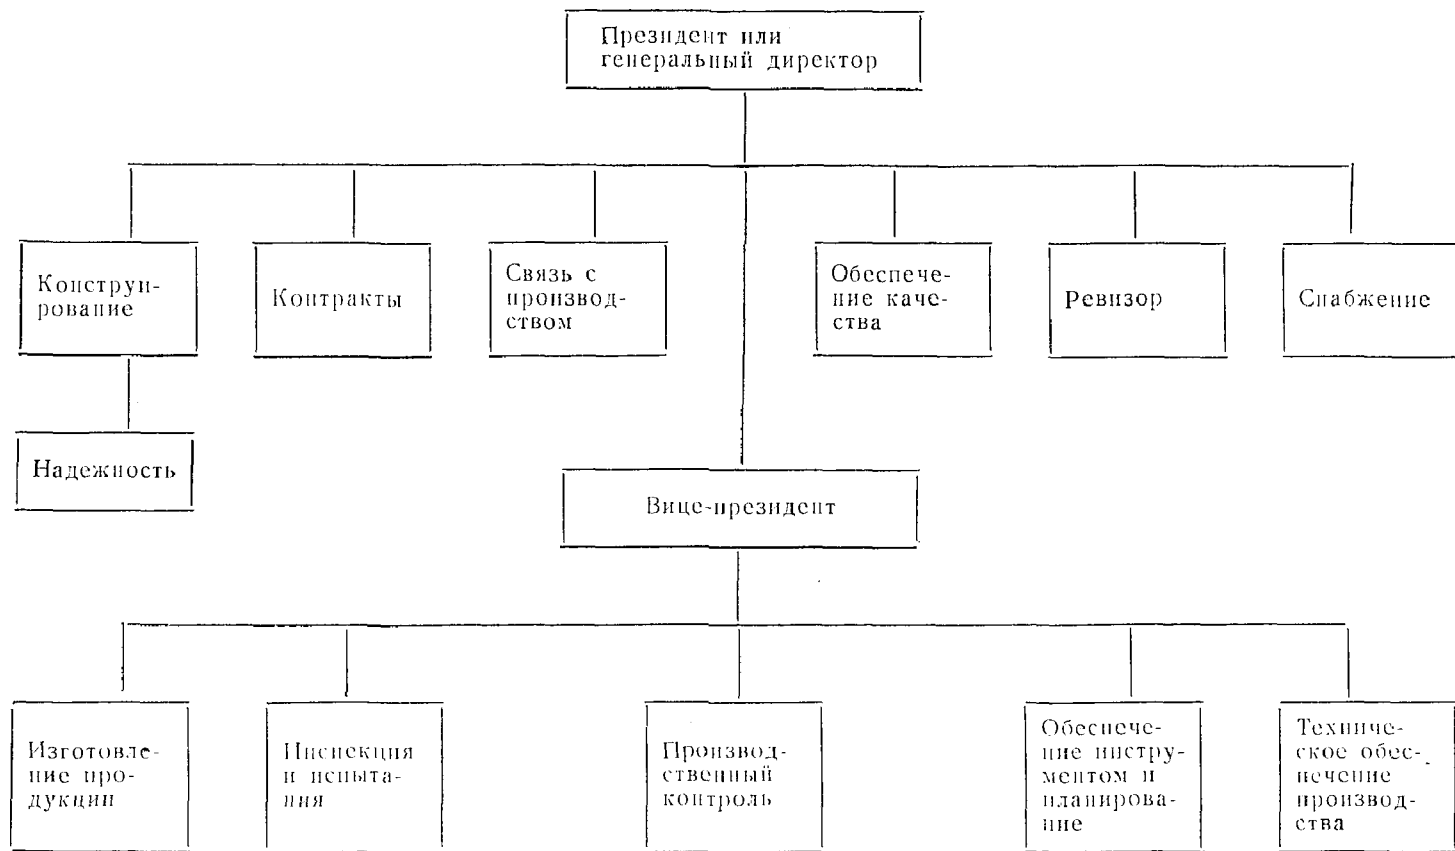 Президент или
генеральный директор
Конструи-
рование
Контракты
Связь с
производ-
ством
Обеспече-
ние каче-
ства
Ревизор
Снабжение
Надежность
Вице-президент
Изготовле-
ние про-
дукции
Инспекция
и испыта-
ния
Производ-
ственный
контроль
Обеспече-
ние инстру-
ментом и
планирова-
ние
Техниче-
ское обес-
печение
производ-
ства